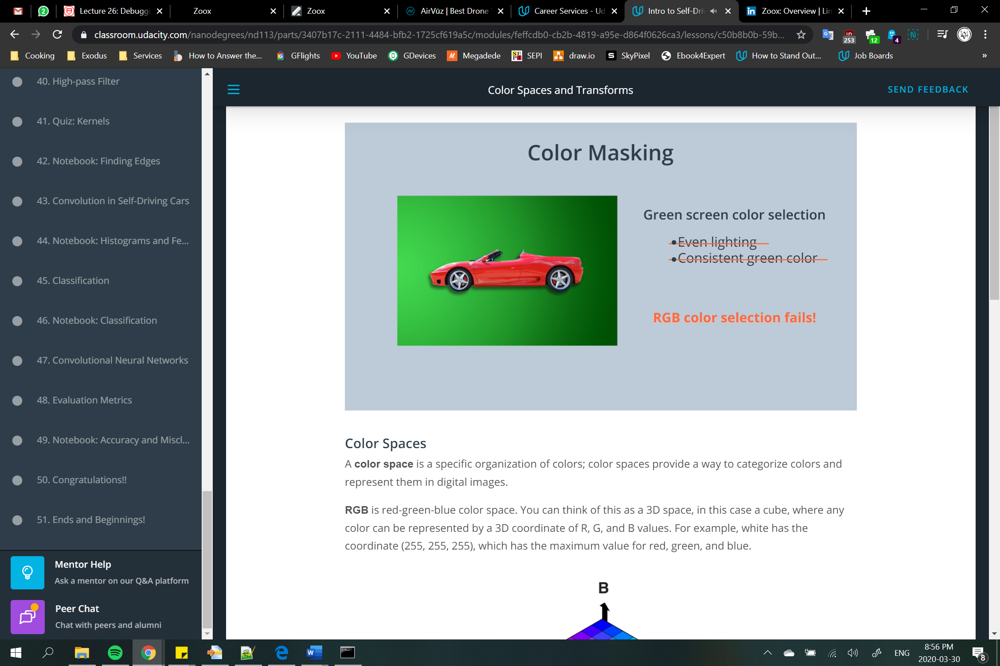 2
Lecture 26: Debuggi
Zoox
Zoox
AirVūz | Best Drone
Career Services - Ud
Intro to Self-Dri
in Zoox: Overview | Lin
classroom.udacity.com/nanodegrees/nd113/parts/3407b17c-2111-4484-bfb2-1725cf619a5c/modules/feffcdb0-cb2b-4819-a95e-d864f0626ca3/lessons/c50b8b0b-59b...
253
12
4
Cooking
Exodus
Services
How to Answer the...
GFlights
YouTube
GDevices
Megadede
SEPI
draw.io
SkyPixel
Ebook4Expert
How to Stand Out...
Job Boards
»
40. High-pass Filter
41. Quiz: Kernels
42. Notebook: Finding Edges
43. Convolution in Self-Driving Cars
44. Notebook: Histograms and Fe...
45. Classification
46. Notebook: Classification
47. Convolutional Neural Networks
48. Evaluation Metrics
49. Notebook: Accuracy and Miscl...
50. Congratulations!!
51. Ends and Beginnings!
Mentor Help
Ask a mentor on our Q&A platform
Peer Chat
Chat with peers and alumni
Color Spaces and Transforms
SEND FEEDBACK
Color Masking
Green screen color selection
•Even lighting
•Consistent green color
RGB color selection fails!
Color Spaces
A color space is a specific organization of colors; color spaces provide a way to categorize colors and
represent them in digital images.
RGB is red-green-blue color space. You can think of this as a 3D space, in this case a cube, where any
color can be represented by a 3D coordinate of R, G, and B values. For example, white has the
coordinate (255, 255, 255), which has the maximum value for red, green, and blue.
B
ENG
8:56 PM
2020-03-30
8